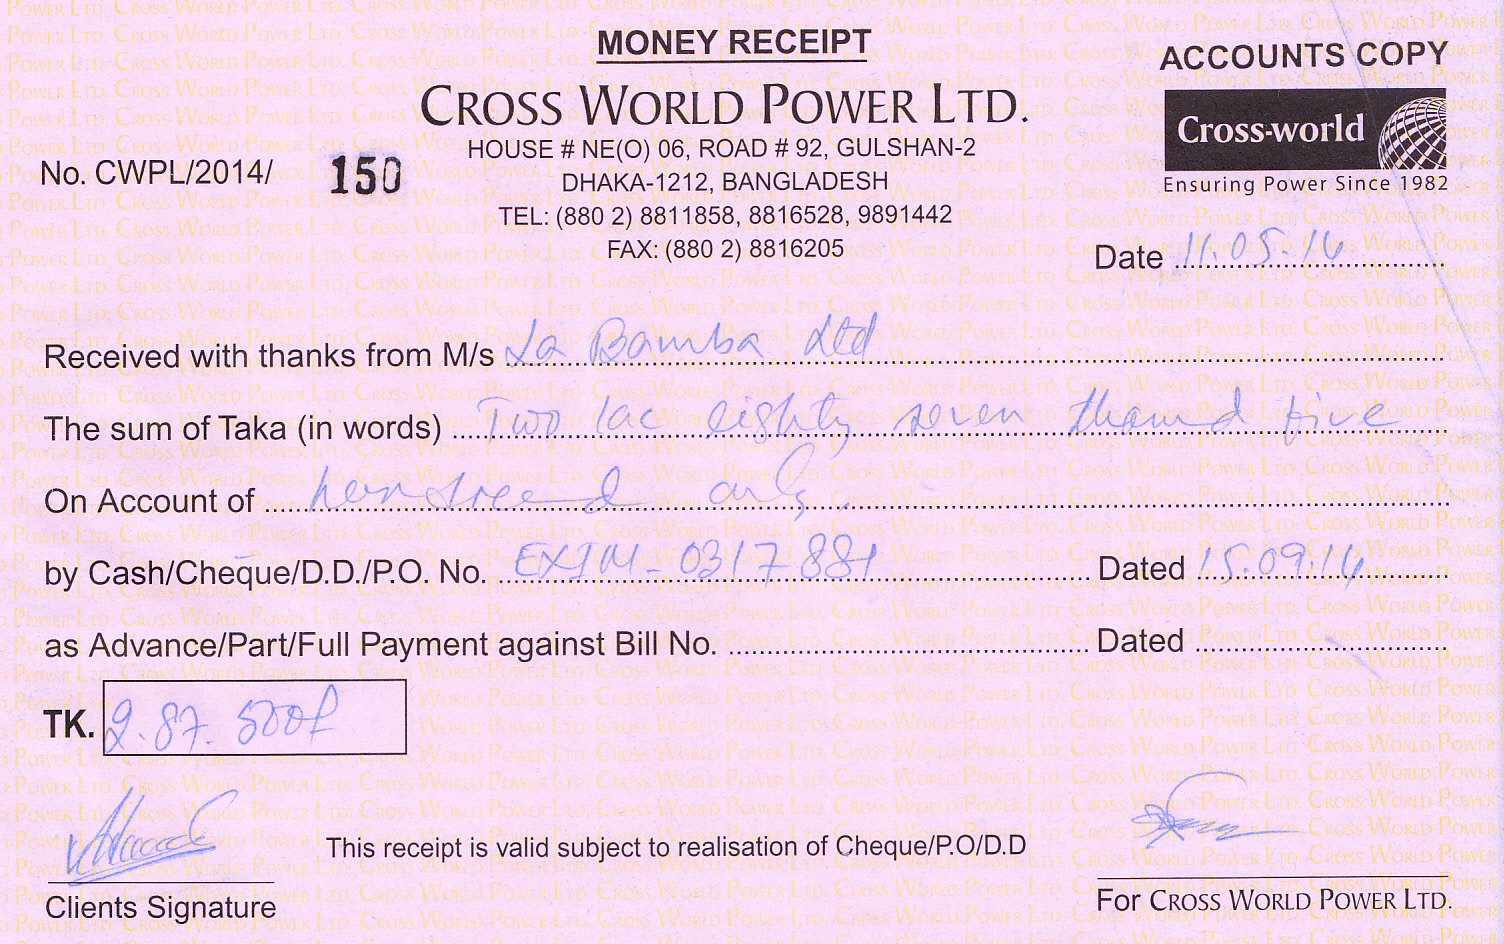 MONEY RECEIPT
ACCOUNTS COPY
CROSS WORLD POWER LTD.
Cross-world
Ensuring Power Since 1982
HOUSE # NE(O) 06, ROAD # 92, GULSHAN-2
DHAKA-1212, BANGLADESH
TEL: (880 2) 8811858, 8816528, 9891442
FAX: (880 2) 8816205
No. CWPL/2014/ 150
Date 11.05.14
Received with thanks from M/s La Bamba Ltd
The sum of Taka (in words) Two lac eighty seven thound five
On Account of hundreed only
by Cash/Cheque/D.D./P.O. No. EXIM-0317881 Dated 15.09.14
as Advance/Part/Full Payment against Bill No. Dated
TK. 2.87.500/
This receipt is valid subject to realisation of Cheque/P.O/D.D
Clients Signature
For CROSS WORLD POWER LTD.